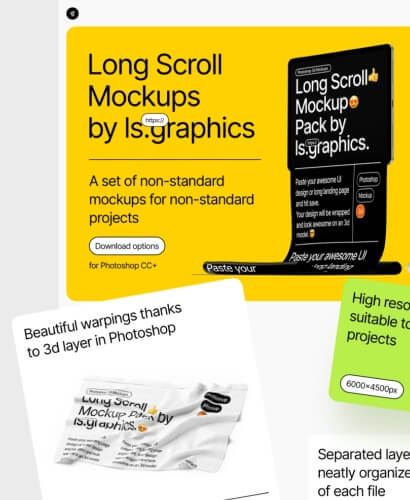 Long Scroll
Mockups
by ls.graphics
https://
A set of non-standard
mockups for non-standard
projects
Download options
for Photoshop CC+
Long Scroll👍
Mockup😍
Pack by
ls.graphics.
Paste your awesome UI
design or long landing page
and hit save.
Your design will be wrapped
and look awesome on an 3d
model 🤠
Photoshop
Mockup
Paste your awesome UI
Paste your
Beautiful warpings thanks
to 3d layer in Photoshop
Long Scroll👍
Mockup Pack by
ls.graphics.
High reso
suitable to
projects
6000×4500px
Separated laye
neatly organize
of each file